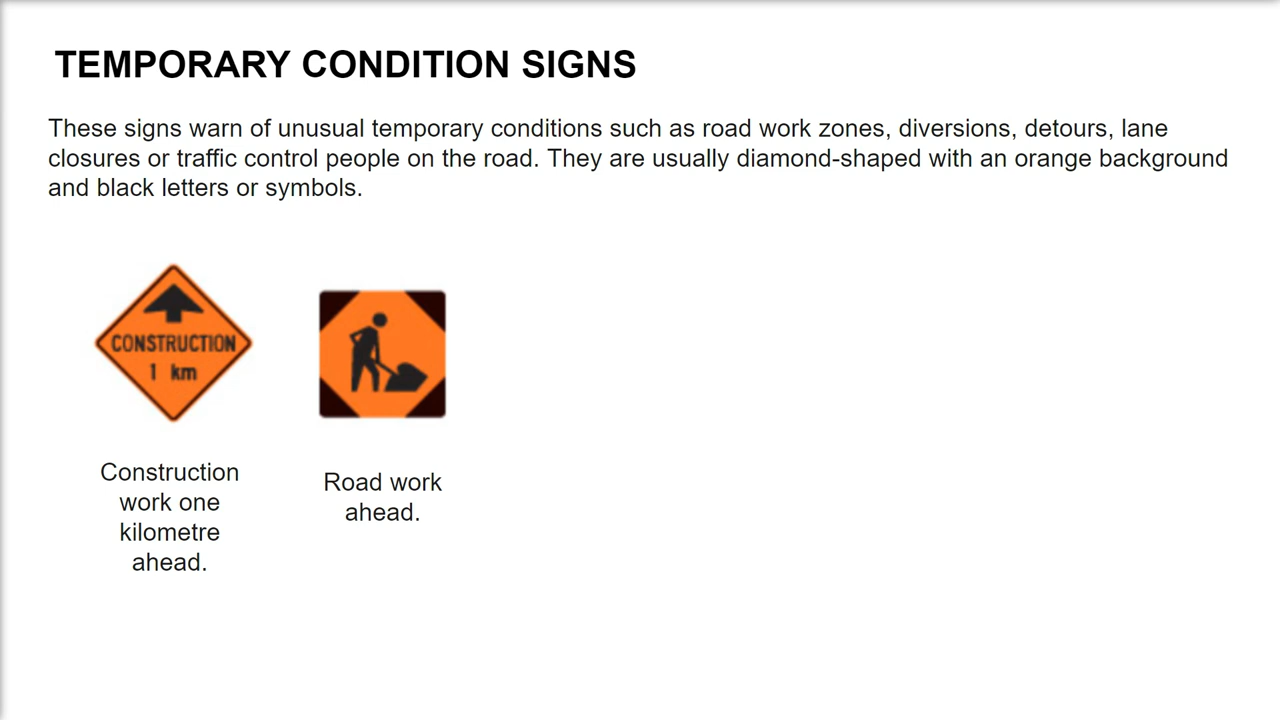 TEMPORARY CONDITION SIGNS
These signs warn of unusual temporary conditions such as road work zones, diversions, detours, lane
closures or traffic control people on the road. They are usually diamond-shaped with an orange background
and black letters or symbols.
CONSTRUCTION
1 km
Construction
work one
kilometre
ahead.
Road work
ahead.